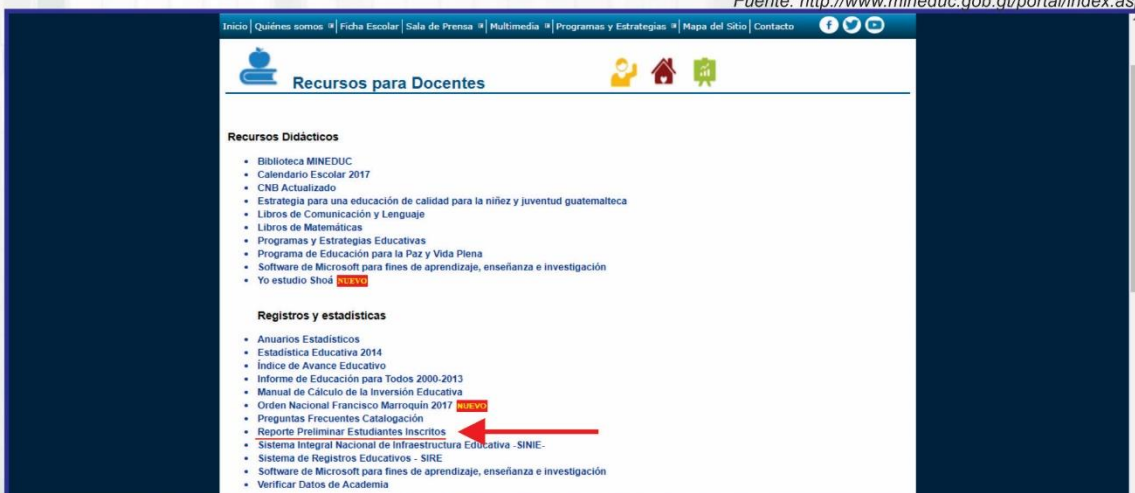 Fuente: http://www.mineduc.gob.gt/portal/index.as
Inicio | Quiénes somos | Ficha Escolar | Sala de Prensa | Multimedia | Programas y Estrategias | Mapa del Sitio | Contacto
Recursos para Docentes
Recursos Didácticos
• Biblioteca MINEDUC
• Calendario Escolar 2017
• CNB Actualizado
• Estrategia para una educación de calidad para la niñez y juventud guatemalteca
• Libros de Comunicación y Lenguaje
• Libros de Matemáticas
• Programas y Estrategias Educativas
• Programa de Educación para la Paz y Vida Plena
• Software de Microsoft para fines de aprendizaje, enseñanza e investigación
• Yo estudio Shoá NUEVO
Registros y estadísticas
• Anuarios Estadísticos
• Estadística Educativa 2014
• Índice de Avance Educativo
• Informe de Educación para Todos 2000-2013
• Manual de Cálculo de la Inversión Educativa
• Orden Nacional Francisco Marroquín 2017 NUEVO
• Preguntas Frecuentes Catalogación
• Reporte Preliminar Estudiantes Inscritos
• Sistema Integral Nacional de Infraestructura Educativa -SINIE-
• Sistema de Registros Educativos - SIRE
• Software de Microsoft para fines de aprendizaje, enseñanza e investigación
• Verificar Datos de Academia